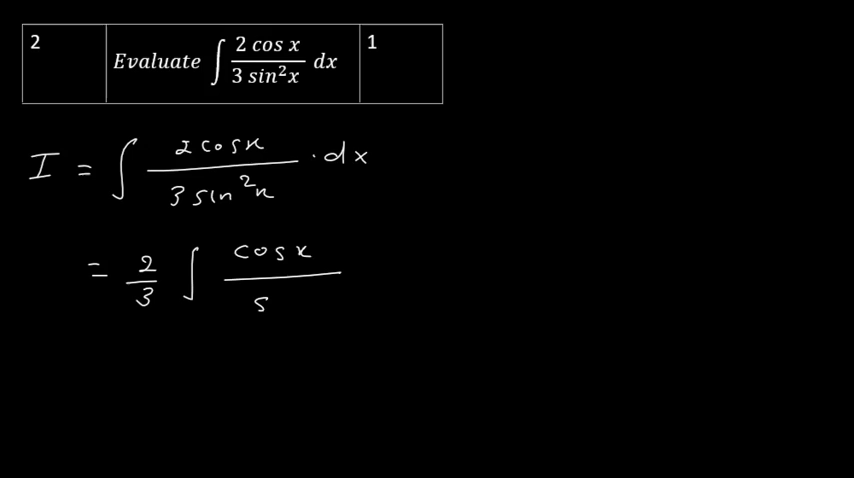 2 Evaluate ∫ 2 cos x / 3 sin²x dx 1
I = ∫ 2 cos x / 3 sin²x · dx
= 2/3 ∫ cos x / s